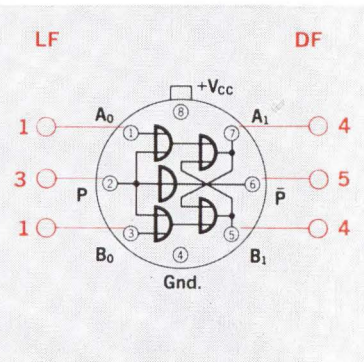 LF DF
+Vcc
A₀ ⑧ A₁
1 ① ⑦ 4
3 P ② ⑥ P̄ 5
1 ③ ⑤ 4
B₀ ④ B₁
Gnd.